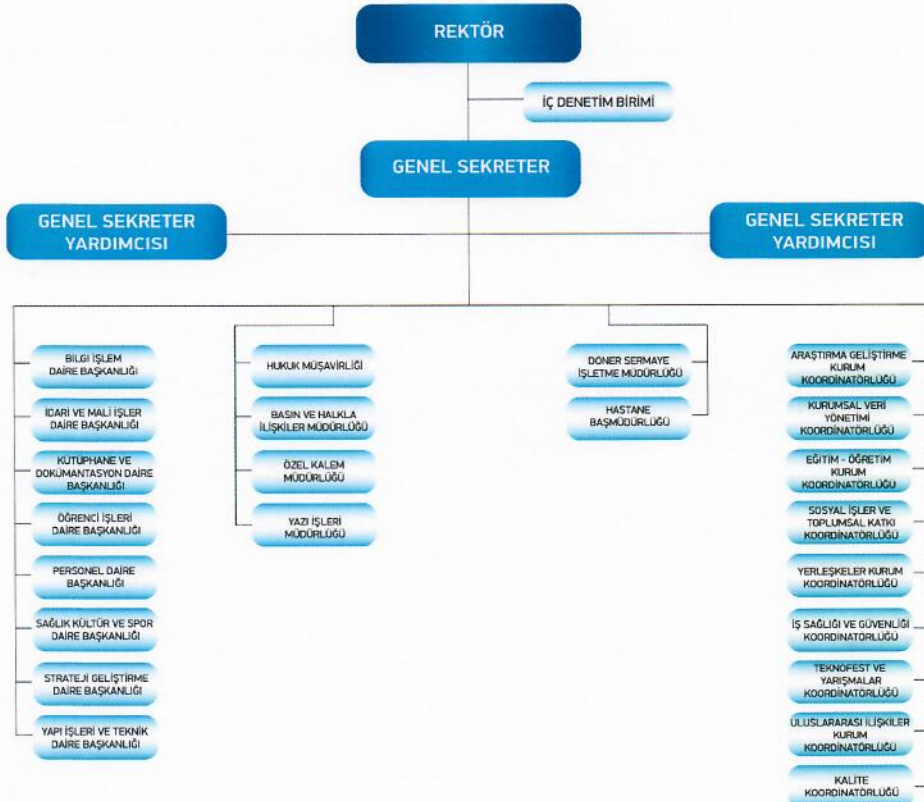 REKTÖR
İÇ DENETİM BİRİMİ
GENEL SEKRETER
GENEL SEKRETER
YARDIMCISI
GENEL SEKRETER
YARDIMCISI
BİLGİ İŞLEM
DAİRE BAŞKANLIĞI
İDARİ VE MALİ İŞLER
DAİRE BAŞKANLIĞI
KÜTÜPHANE VE
DOKÜMANTASYON DAİRE
BAŞKANLIĞI
ÖĞRENCİ İŞLERİ
DAİRE BAŞKANLIĞI
PERSONEL DAİRE
BAŞKANLIĞI
SAĞLIK KÜLTÜR VE SPOR
DAİRE BAŞKANLIĞI
STRATEJİ GELİŞTİRME
DAİRE BAŞKANLIĞI
YAPI İŞLERİ VE TEKNİK
DAİRE BAŞKANLIĞI
HUKUK MÜŞAVİRLİĞİ
BASIN VE HALKLA
İLİŞKİLER MÜDÜRLÜĞÜ
ÖZEL KALEM
MÜDÜRLÜĞÜ
YAZI İŞLERİ
MÜDÜRLÜĞÜ
DÖNER SERMAYE
İŞLETME MÜDÜRLÜĞÜ
HASTANE
BAŞMÜDÜRLÜĞÜ
ARAŞTIRMA GELİŞTİRME
KURUM
KOORDİNATÖRLÜĞÜ
KURUMSAL VERİ
YÖNETİMİ
KOORDİNATÖRLÜĞÜ
EĞİTİM - ÖĞRETİM
KURUM
KOORDİNATÖRLÜĞÜ
SOSYAL İŞLER VE
TOPLUMSAL KATKI
KOORDİNATÖRLÜĞÜ
YERLEŞKELER KURUM
KOORDİNATÖRLÜĞÜ
İŞ SAĞLIĞI VE GÜVENLİĞİ
KOORDİNATÖRLÜĞÜ
TEKNOFEST VE
YARIŞMALAR
KOORDİNATÖRLÜĞÜ
ULUSLARARASI İLİŞKİLER
KURUM
KOORDİNATÖRLÜĞÜ
KALİTE
KOORDİNATÖRLÜĞÜ